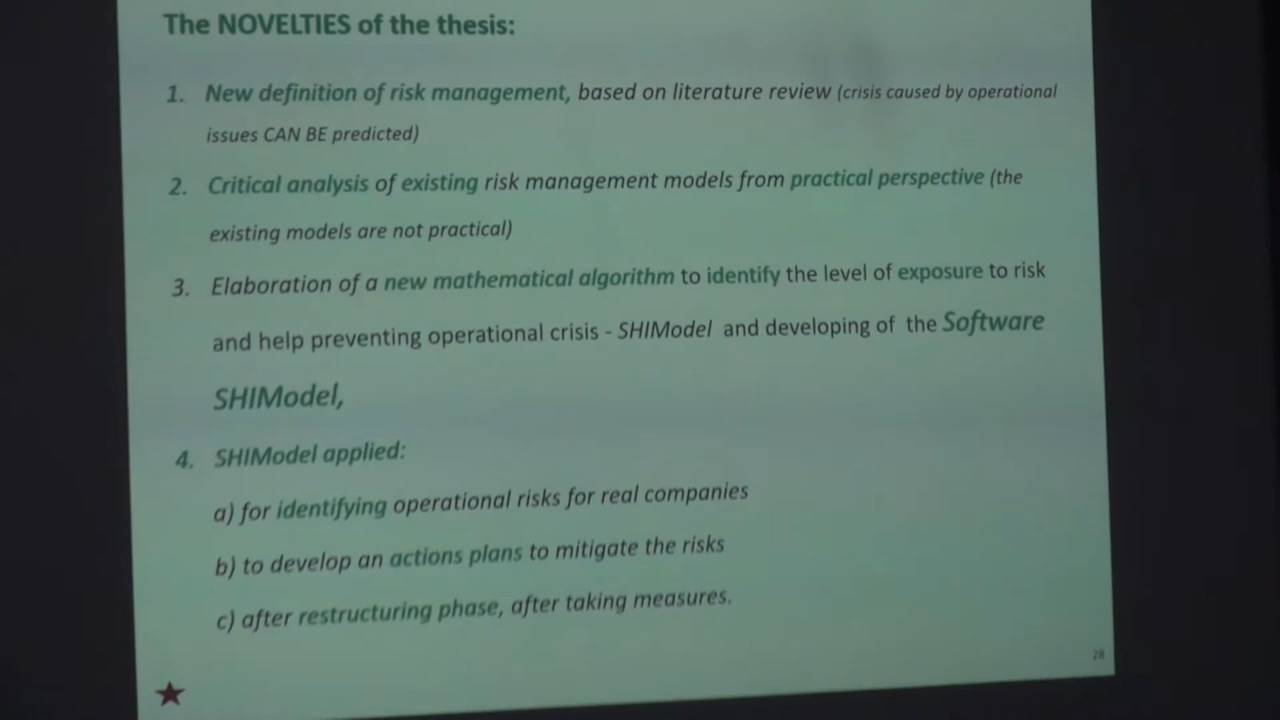 The NOVELTIES of the thesis:
1. New definition of risk management, based on literature review (crisis caused by operational
issues CAN BE predicted)
2. Critical analysis of existing risk management models from practical perspective (the
existing models are not practical)
3. Elaboration of a new mathematical algorithm to identify the level of exposure to risk
and help preventing operational crisis - SHIModel and developing of the Software
SHIModel,
4. SHIModel applied:
a) for identifying operational risks for real companies
b) to develop an actions plans to mitigate the risks
c) after restructuring phase, after taking measures.
28